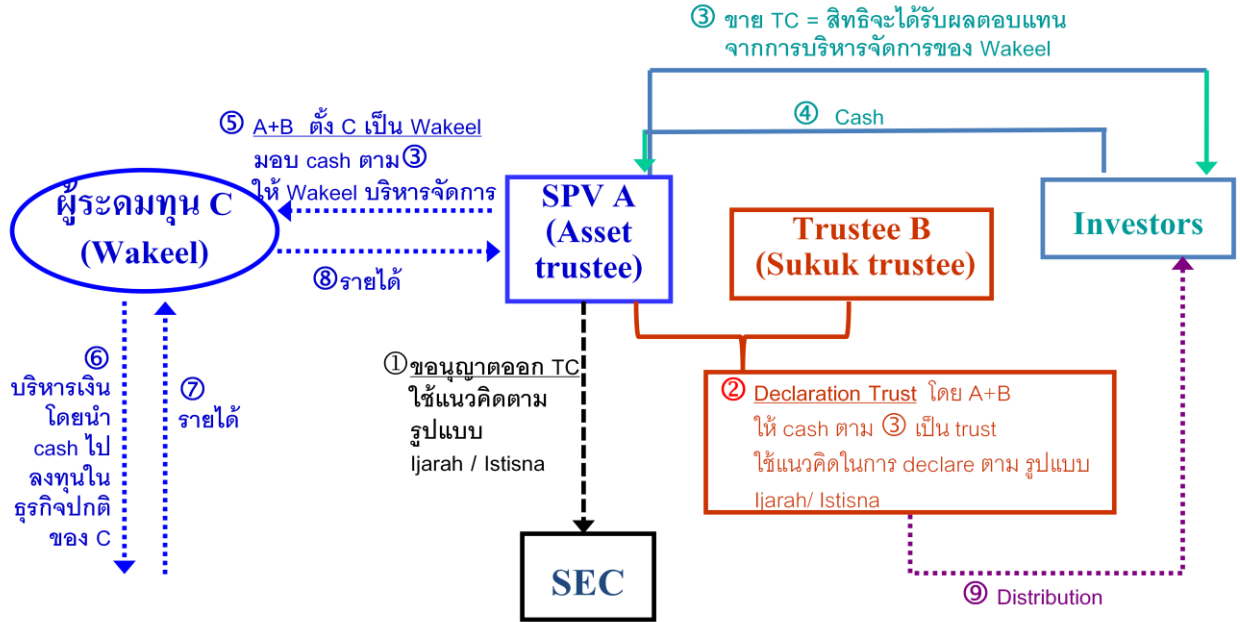 ③ ขาย TC = สิทธิจะได้รับผลตอบแทน
จากการบริหารจัดการของ Wakeel
④ Cash
⑤ A+B ตั้ง C เป็น Wakeel
มอบ cash ตาม③
ให้ Wakeel บริหารจัดการ
ผู้ระดมทุน C
(Wakeel)
SPV A
(Asset
trustee)
Trustee B
(Sukuk trustee)
Investors
⑧รายได้
①ขอนุญาตออก TC
ใช้แนวคิดตาม
รูปแบบ
Ijarah / Istisna
⑥
บริหารเงิน
โดยนำ
cash ไป
ลงทุนใน
ธุรกิจปกติ
ของ C
⑦
รายได้
② Declaration Trust โดย A+B
ให้ cash ตาม ③ เป็น trust
ใช้แนวคิดในการ declare ตาม รูปแบบ
Ijarah/ Istisna
SEC
⑨ Distribution